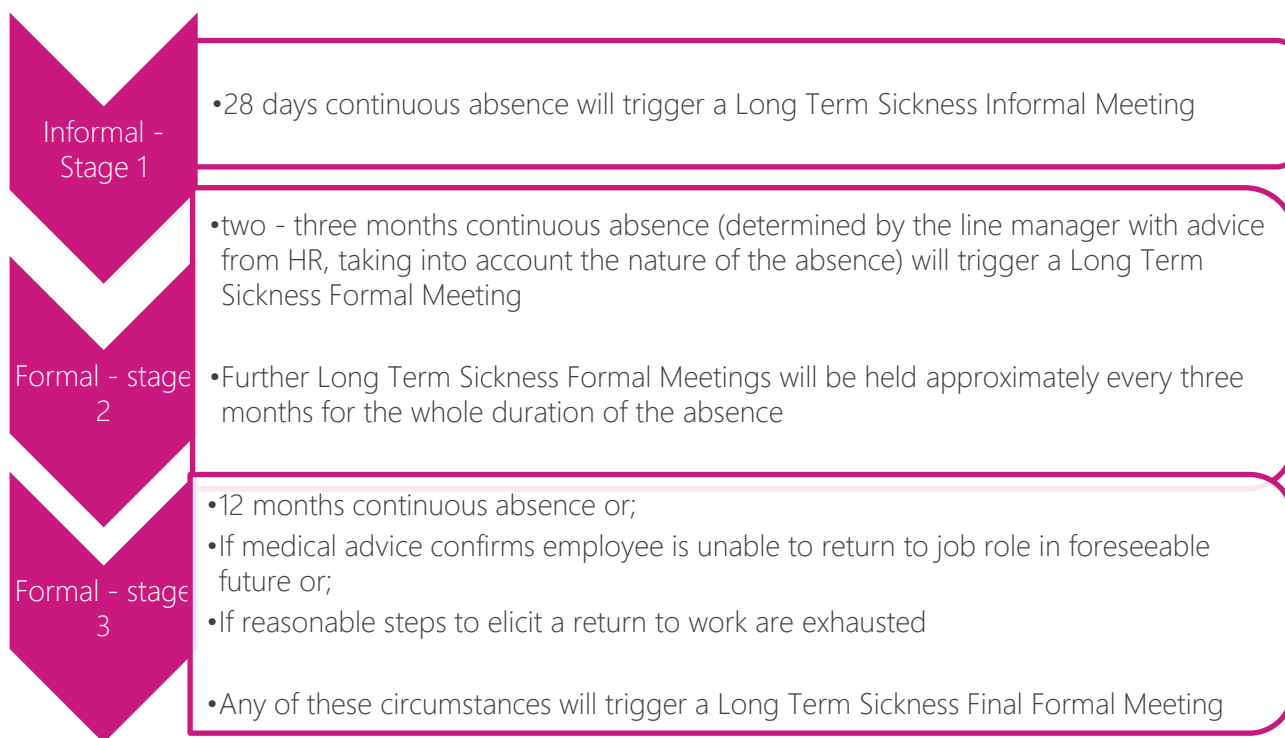 Informal -
Stage 1
•28 days continuous absence will trigger a Long Term Sickness Informal Meeting
Formal - stage
2
•two - three months continuous absence (determined by the line manager with advice
from HR, taking into account the nature of the absence) will trigger a Long Term
Sickness Formal Meeting
•Further Long Term Sickness Formal Meetings will be held approximately every three
months for the whole duration of the absence
Formal - stage
3
•12 months continuous absence or;
•If medical advice confirms employee is unable to return to job role in foreseeable
future or;
•If reasonable steps to elicit a return to work are exhausted
•Any of these circumstances will trigger a Long Term Sickness Final Formal Meeting